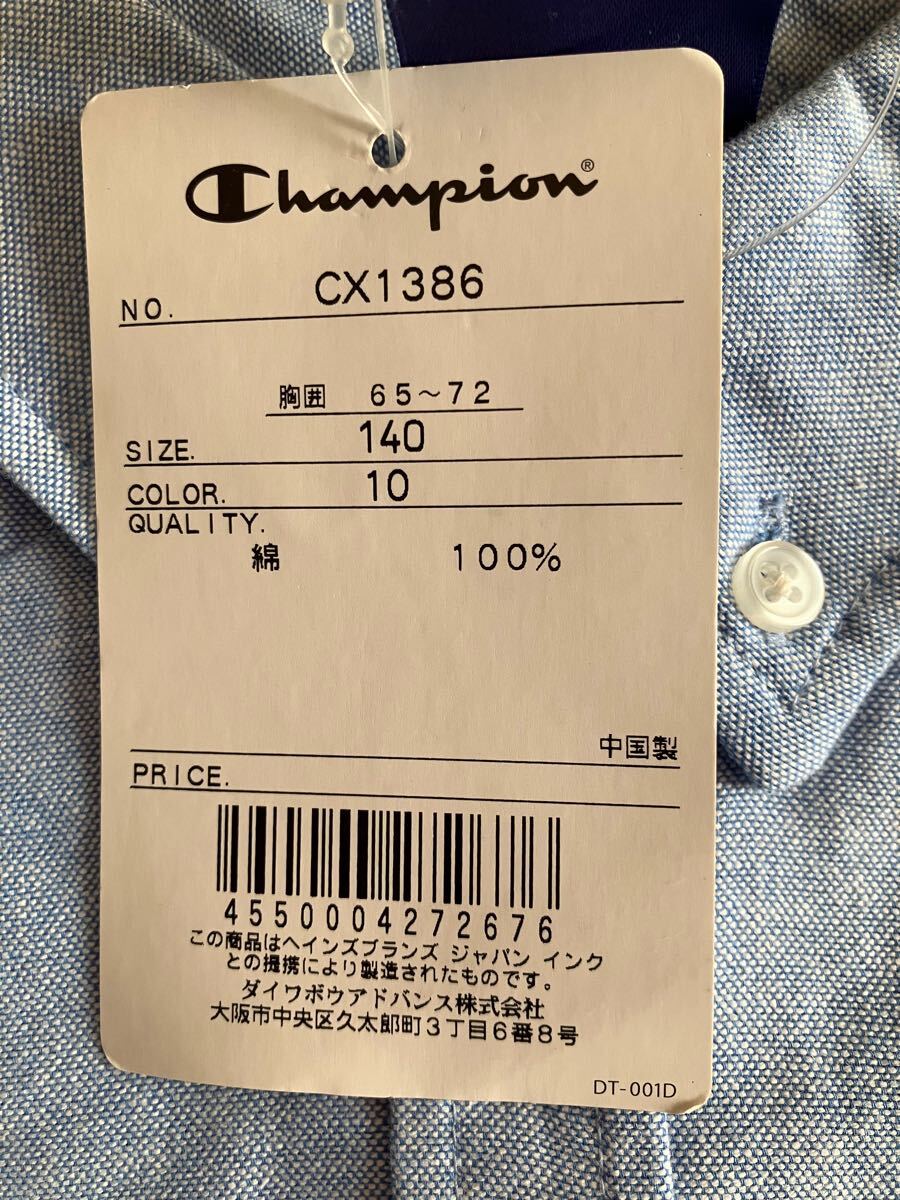 Champion®
NO. CX1386
胸囲 65～72
SIZE. 140
COLOR. 10
QUALITY.
綿 100%
中国製
PRICE.
4550004272676
この商品はヘインズブランズ ジャパン インク
との提携により製造されたものです。
ダイワボウアドバンス株式会社
大阪市中央区久太郎町3丁目6番8号
DT-001D